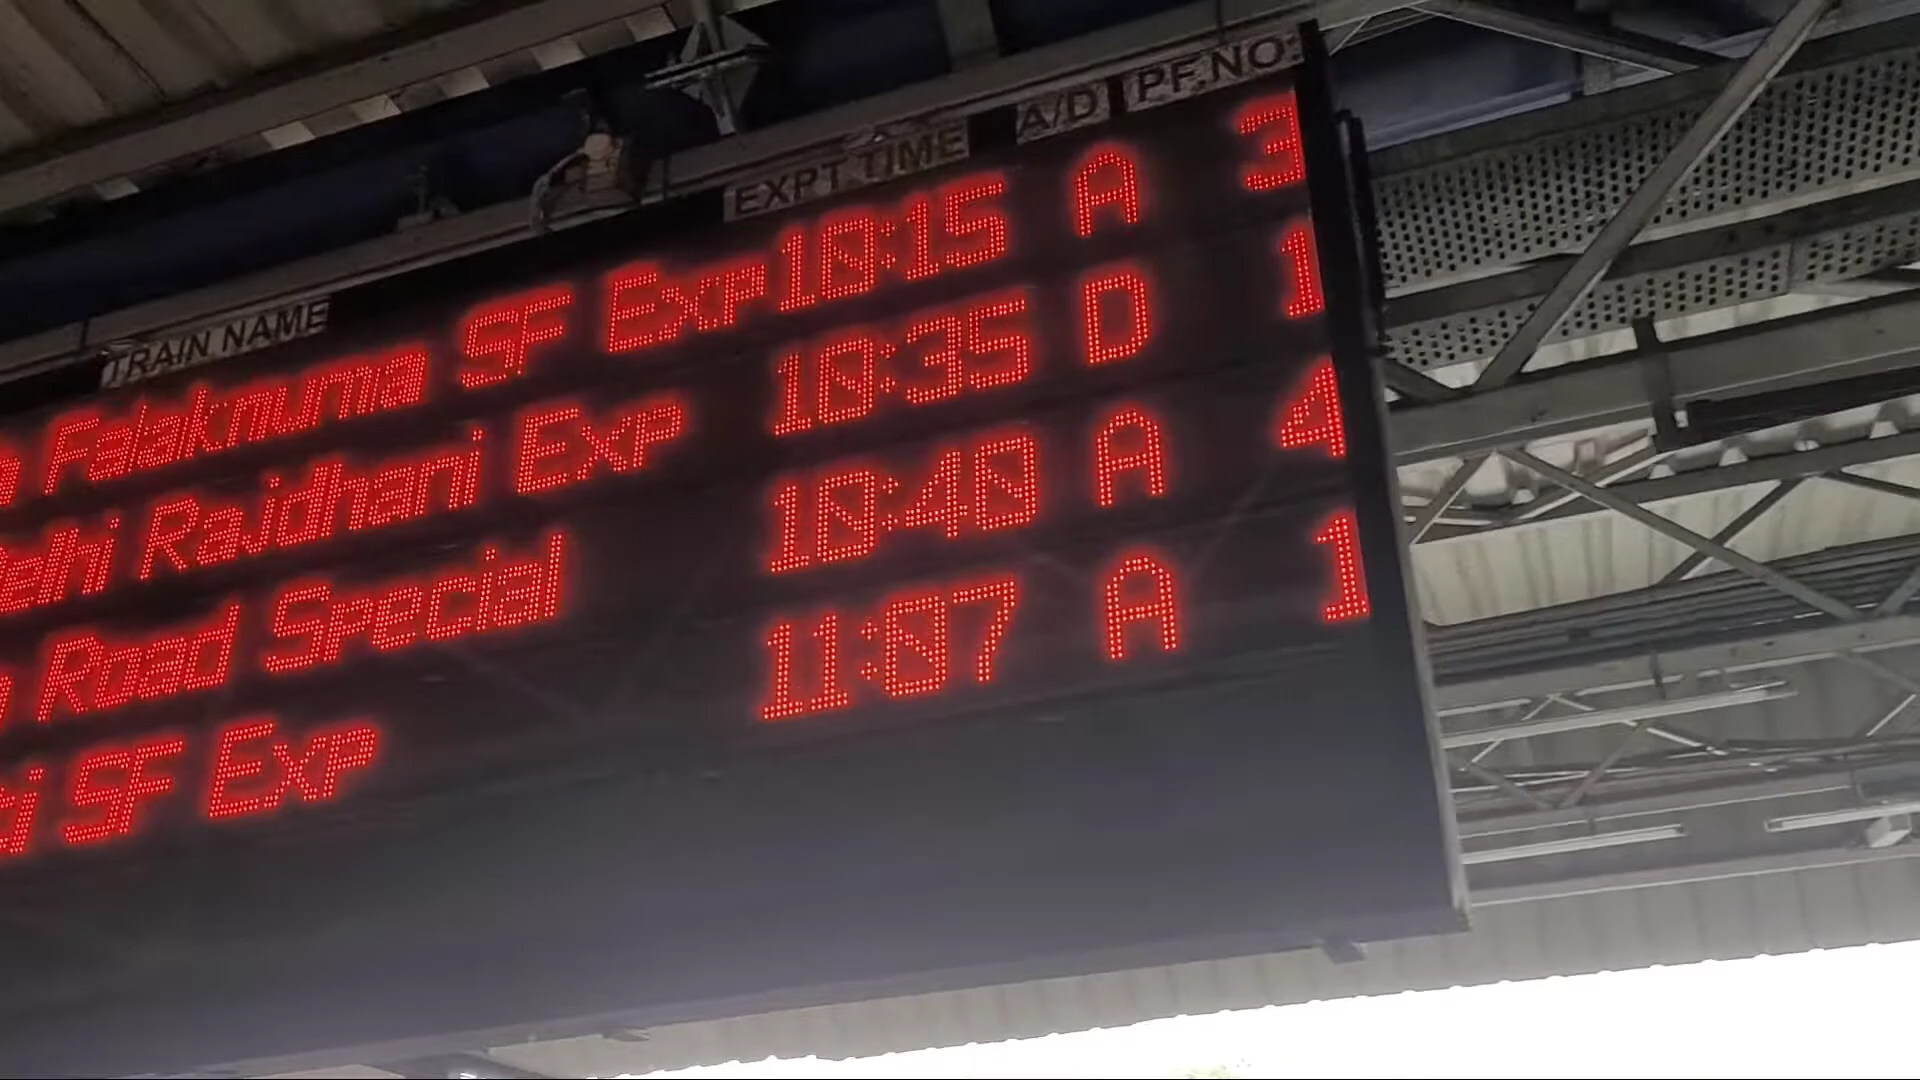 TRAIN NAME EXPT.TIME A/D PF.NO:
Falaknuma SF Exp 10:15 A 3
Rajdhani Exp 10:35 D 1
Road Special 10:40 A 4
SF Exp 11:07 A 1